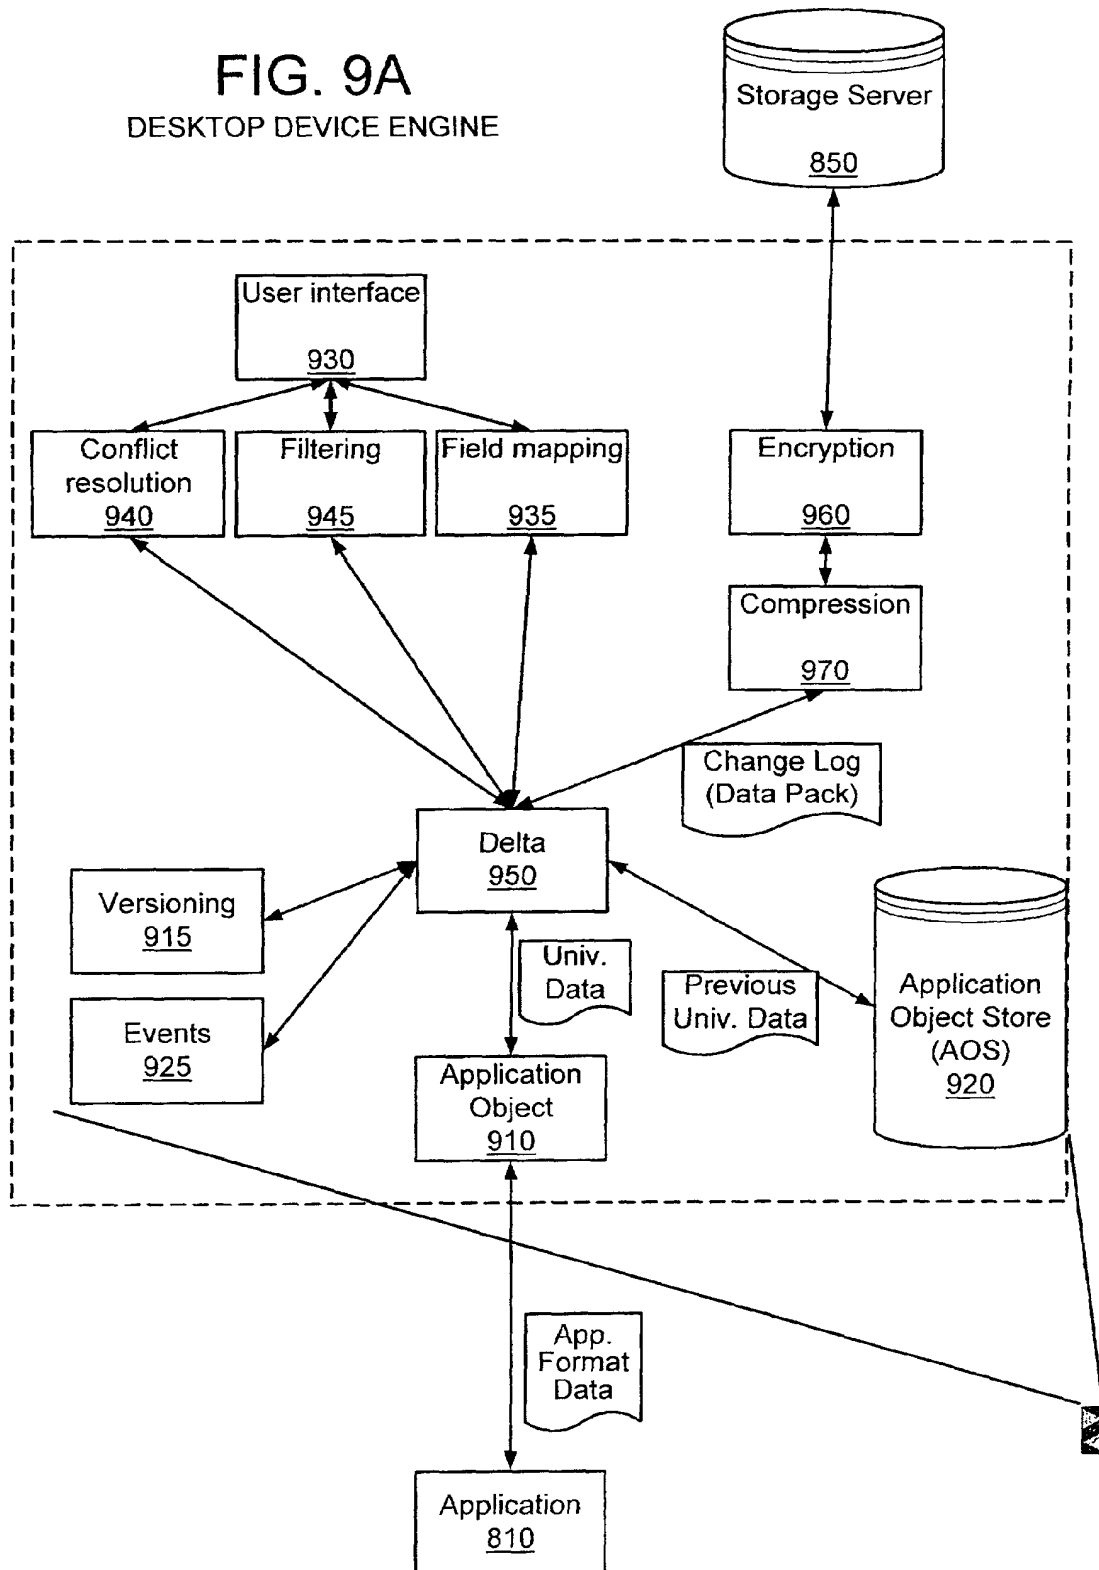 FIG. 9A
DESKTOP DEVICE ENGINE
Storage Server
850
User interface
930
Conflict
resolution
940
Filtering
945
Field mapping
935
Encryption
960
Compression
970
Change Log
(Data Pack)
Delta
950
Versioning
915
Events
925
Univ.
Data
Previous
Univ. Data
Application
Object Store
(AOS)
920
Application
Object
910
App.
Format
Data
Application
810